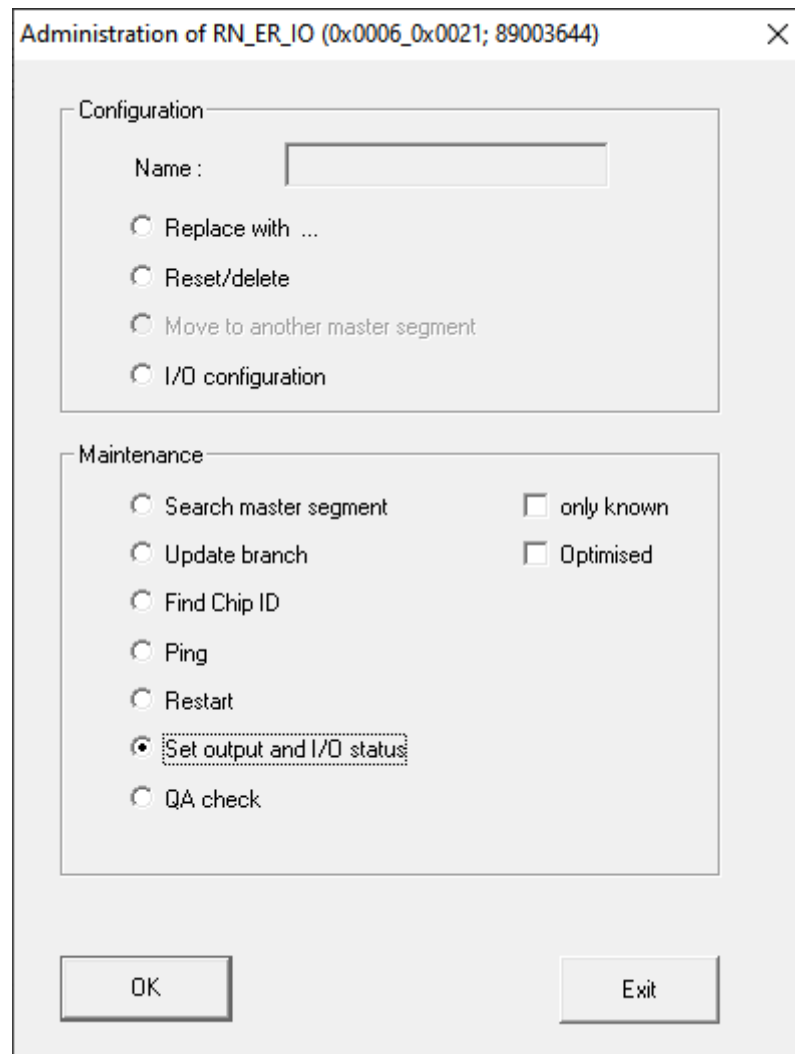 Administration of RN_ER_IO (0x0006_0x0021; 89003644)
Configuration
Name :
Replace with ...
Reset/delete
Move to another master segment
I/O configuration
Maintenance
Search master segment only known
Update branch Optimised
Find Chip ID
Ping
Restart
Set output and I/O status
QA check
OK Exit